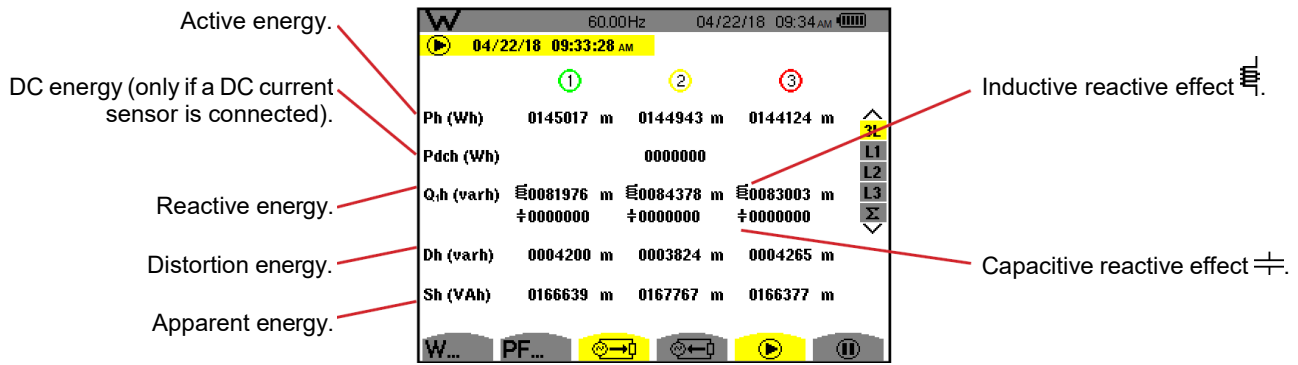 Active energy.
DC energy (only if a DC current
sensor is connected).
Reactive energy.
Distortion energy.
Apparent energy.
W 60.00Hz 04/22/18 09:34 AM
04/22/18 09:33:28 AM
1 2 3
Ph (Wh) 0145017 m 0144943 m 0144124 m
Pdch (Wh) 0000000
Q₁h (varh) 0081976 m 0084378 m 0083003 m
0000000 0000000 0000000
Dh (varh) 0004200 m 0003824 m 0004265 m
Sh (VAh) 0166639 m 0167767 m 0166377 m
3L
L1
L2
L3
Σ
W... PF...
Inductive reactive effect .
Capacitive reactive effect .